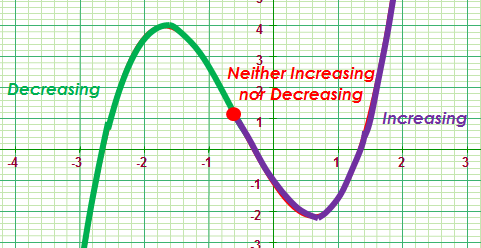 5
4
3
Neither Increasing
Decreasing
2
nor Decreasing
1
Increasing
-4 -3 -2 -1 1 2 3
-1
-2
-3